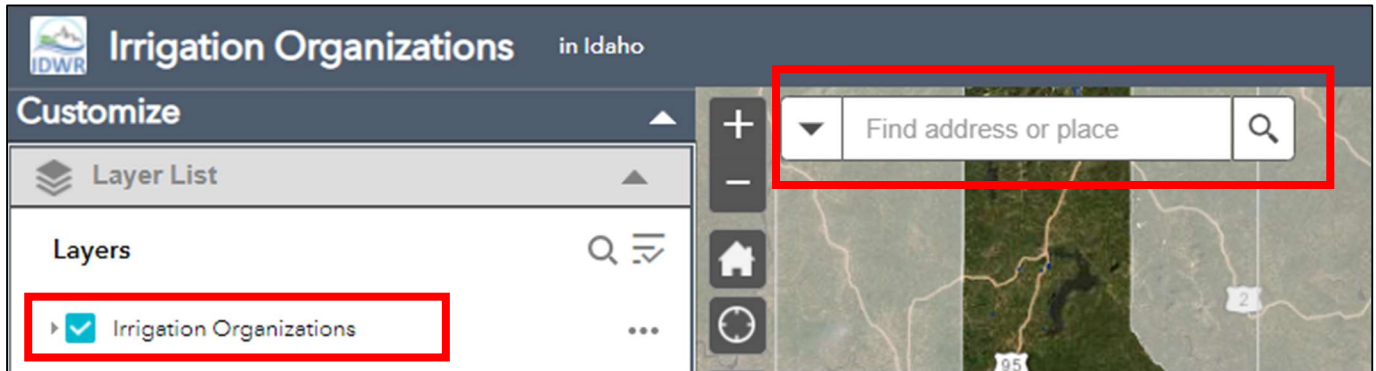 IDWR
Irrigation Organizations in Idaho
Customize
Find address or place
Layer List
Layers
Irrigation Organizations
2
95